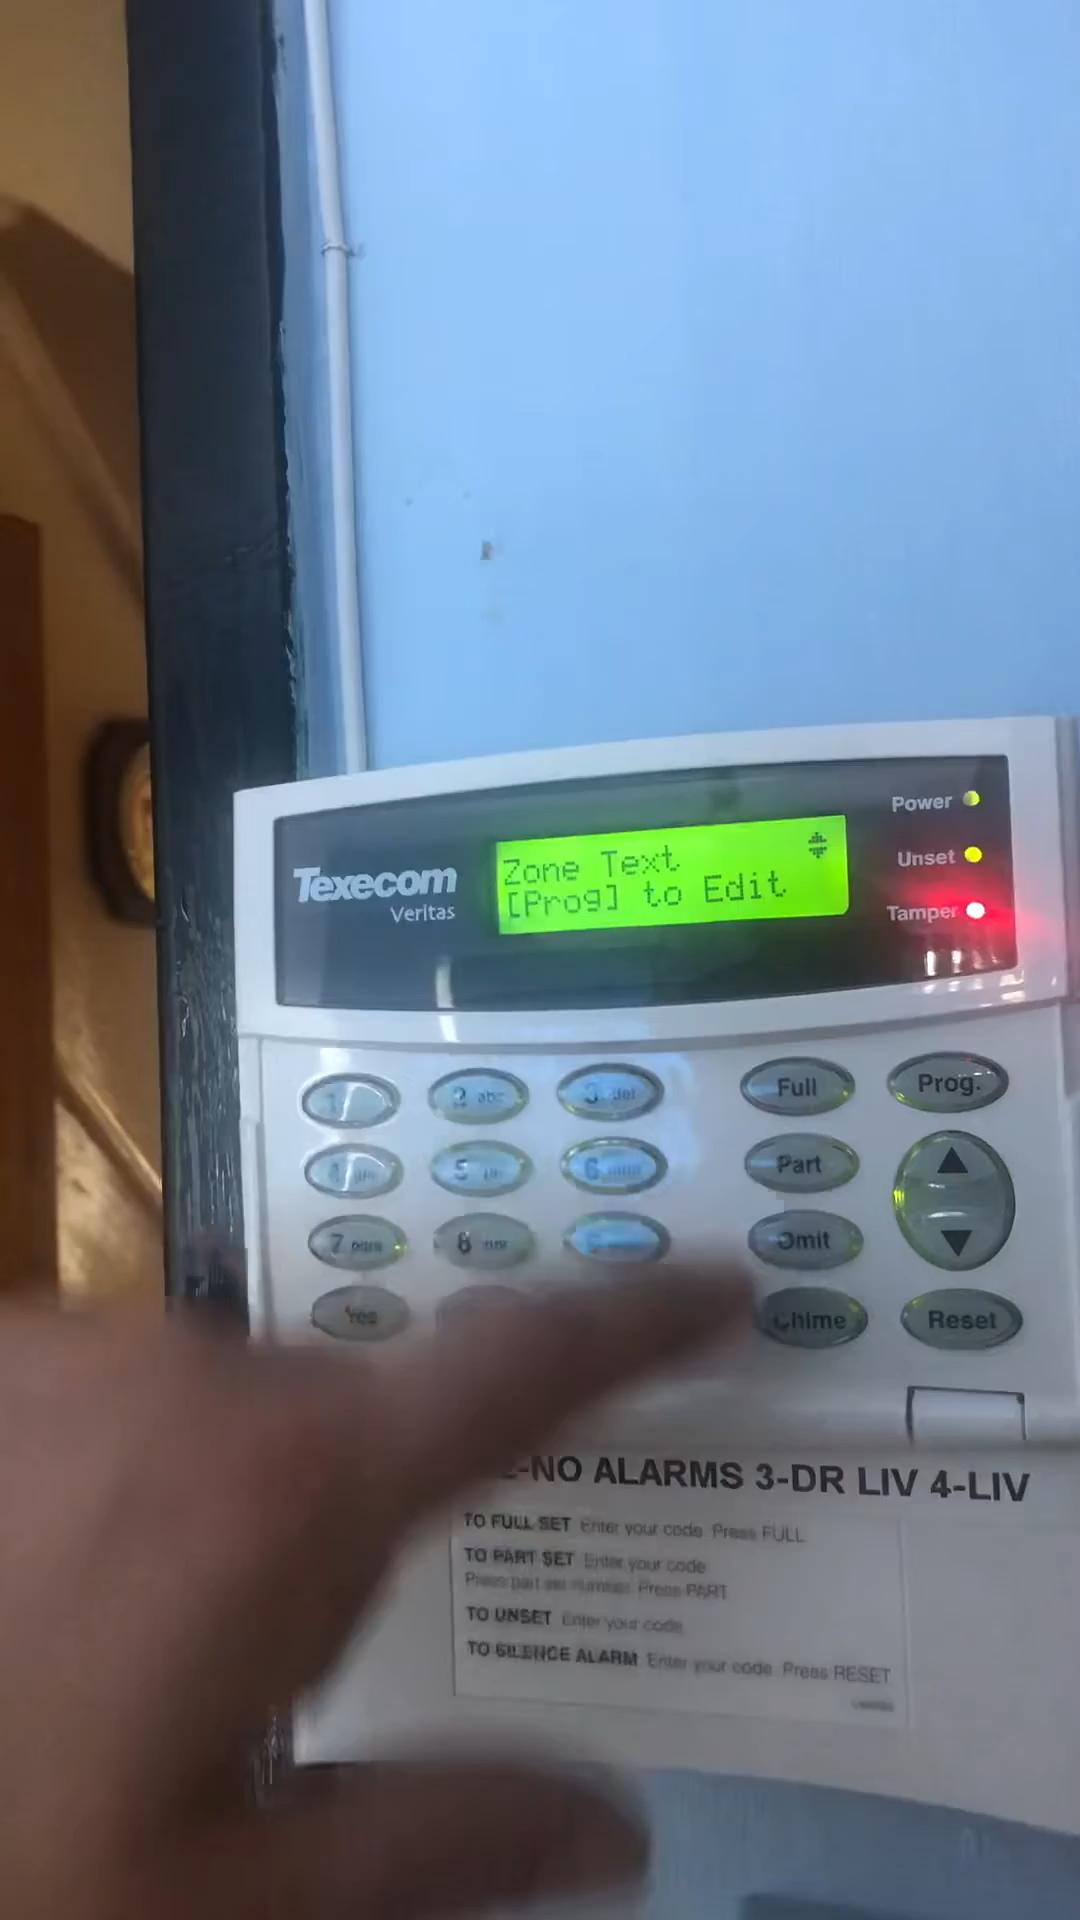 Texecom
Veritas
Zone Text
[Prog] to Edit
Power
Unset
Tamper
1 2 abc 3 def Full Prog.
4 ghi 5 jkl 6 mno Part
7 pqrs 8 Omit
Yes Chime Reset
-NO ALARMS 3-DR LIV 4-LIV
TO FULL SET Enter your code. Press FULL
TO PART SET Enter your code
Press part set number. Press PART
TO UNSET Enter your code
TO SILENCE ALARM Enter your code. Press RESET